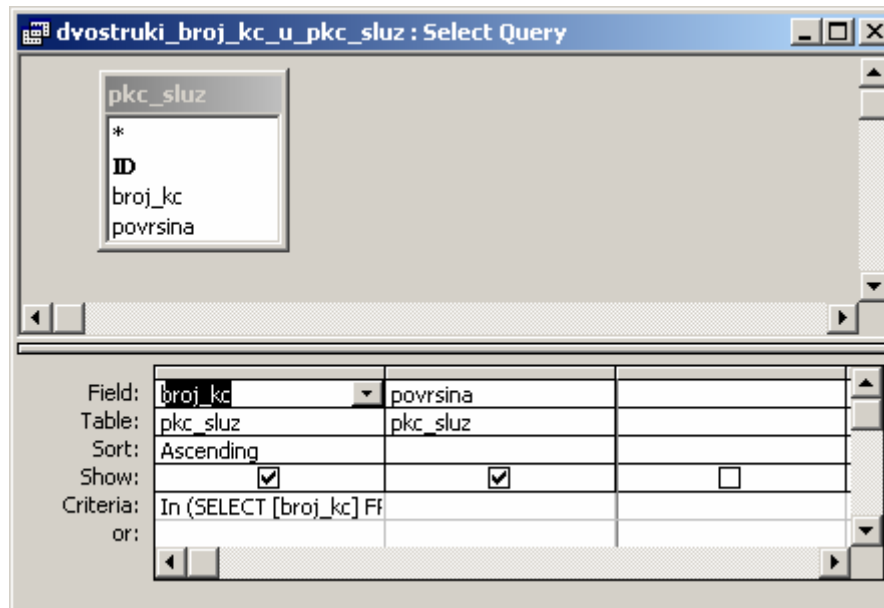 dvostruki_broj_kc_u_pkc_sluz : Select Query
pkc_sluz
*
ID
broj_kc
povrsina
Field: broj_kc povrsina
Table: pkc_sluz pkc_sluz
Sort: Ascending
Show:
Criteria: In (SELECT [broj_kc] FR
or: